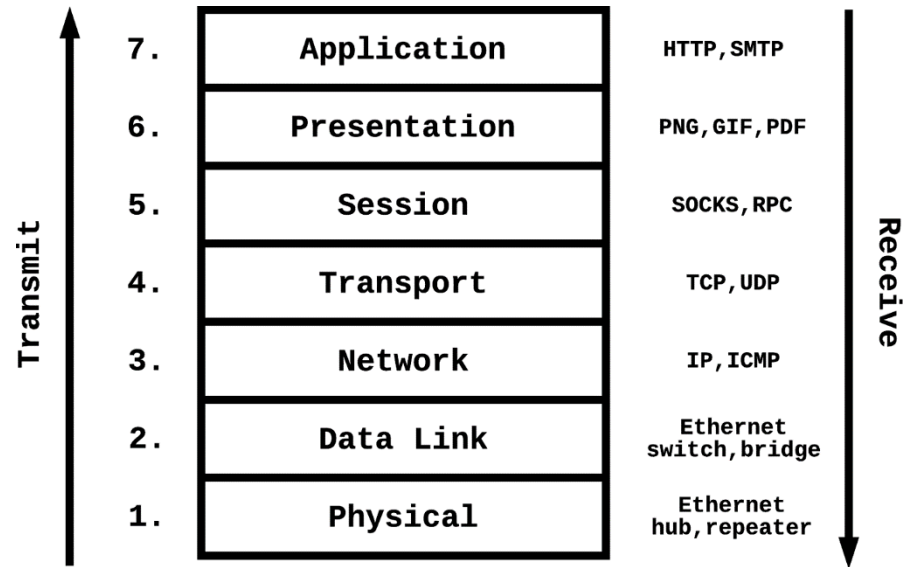 Transmit
7. Application HTTP,SMTP
6. Presentation PNG,GIF,PDF
5. Session SOCKS,RPC
4. Transport TCP,UDP
3. Network IP,ICMP
2. Data Link Ethernet
switch,bridge
1. Physical Ethernet
hub,repeater
Receive